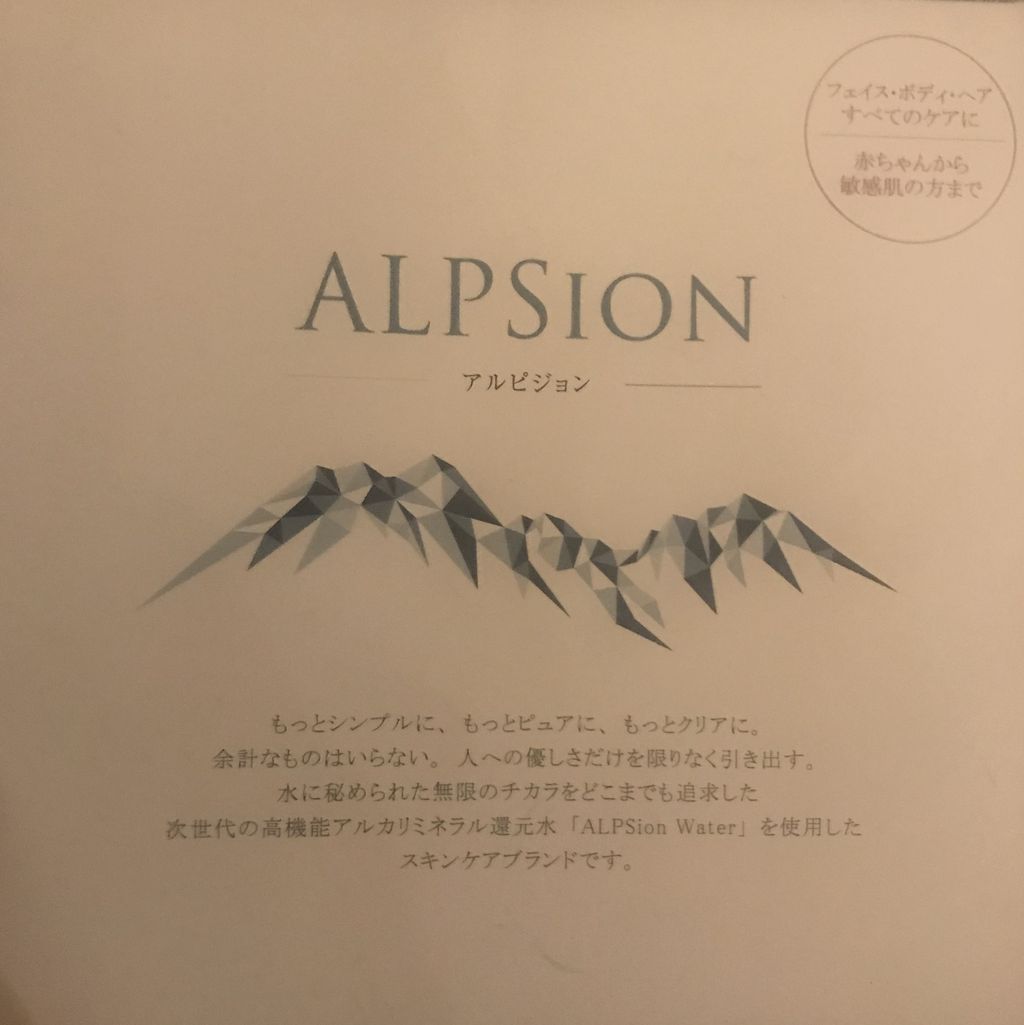 フェイス・ボディ・ヘア
すべてのケアに
赤ちゃんから
敏感肌の方まで
ALPSION
アルピジョン
もっとシンプルに、もっとピュアに、もっとクリアに。
余計なものはいらない。人への優しさだけを限りなく引き出す。
水に秘められた無限のチカラをどこまでも追求した
次世代の高機能アルカリミネラル還元水「ALPSion Water」を使用した
スキンケアブランドです。